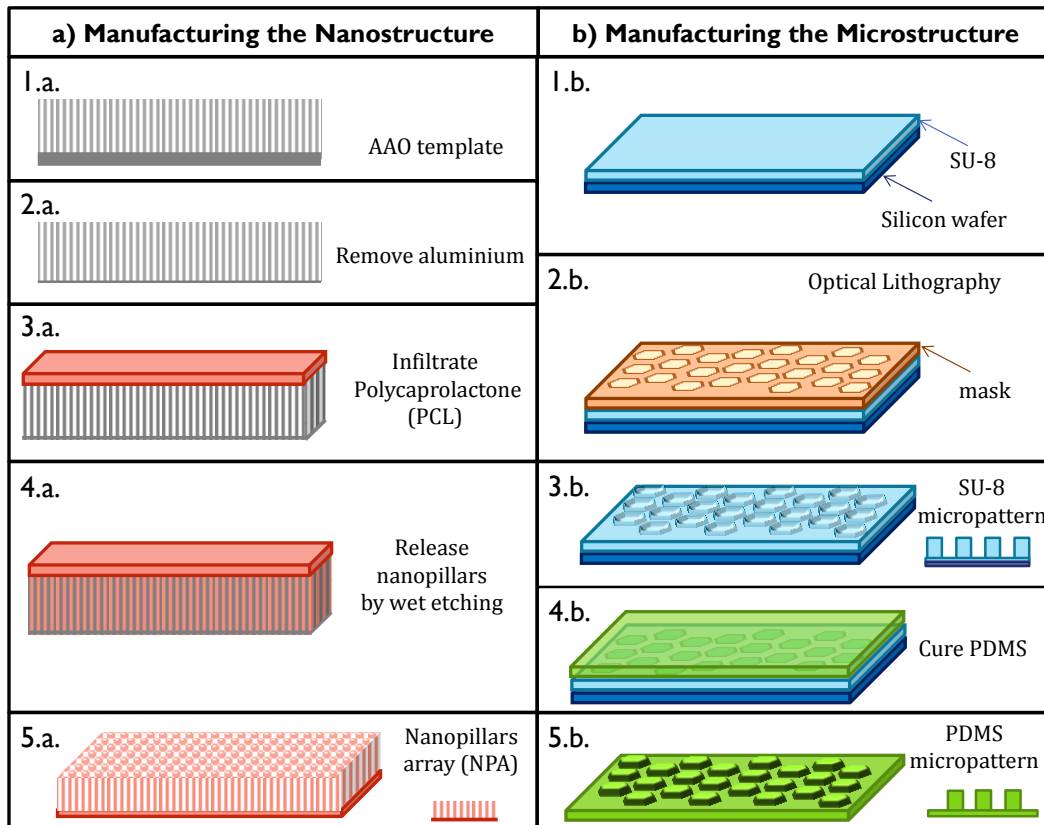 a) Manufacturing the Nanostructure
1.a.
AAO template
2.a.
Remove aluminium
3.a.
Infiltrate
Polycaprolactone
(PCL)
4.a.
Release
nanopillars
by wet etching
5.a.
Nanopillars
array (NPA)
b) Manufacturing the Microstructure
1.b.
SU-8
Silicon wafer
2.b.
Optical Lithography
mask
3.b.
SU-8
micropattern
4.b.
Cure PDMS
5.b.
PDMS
micropattern